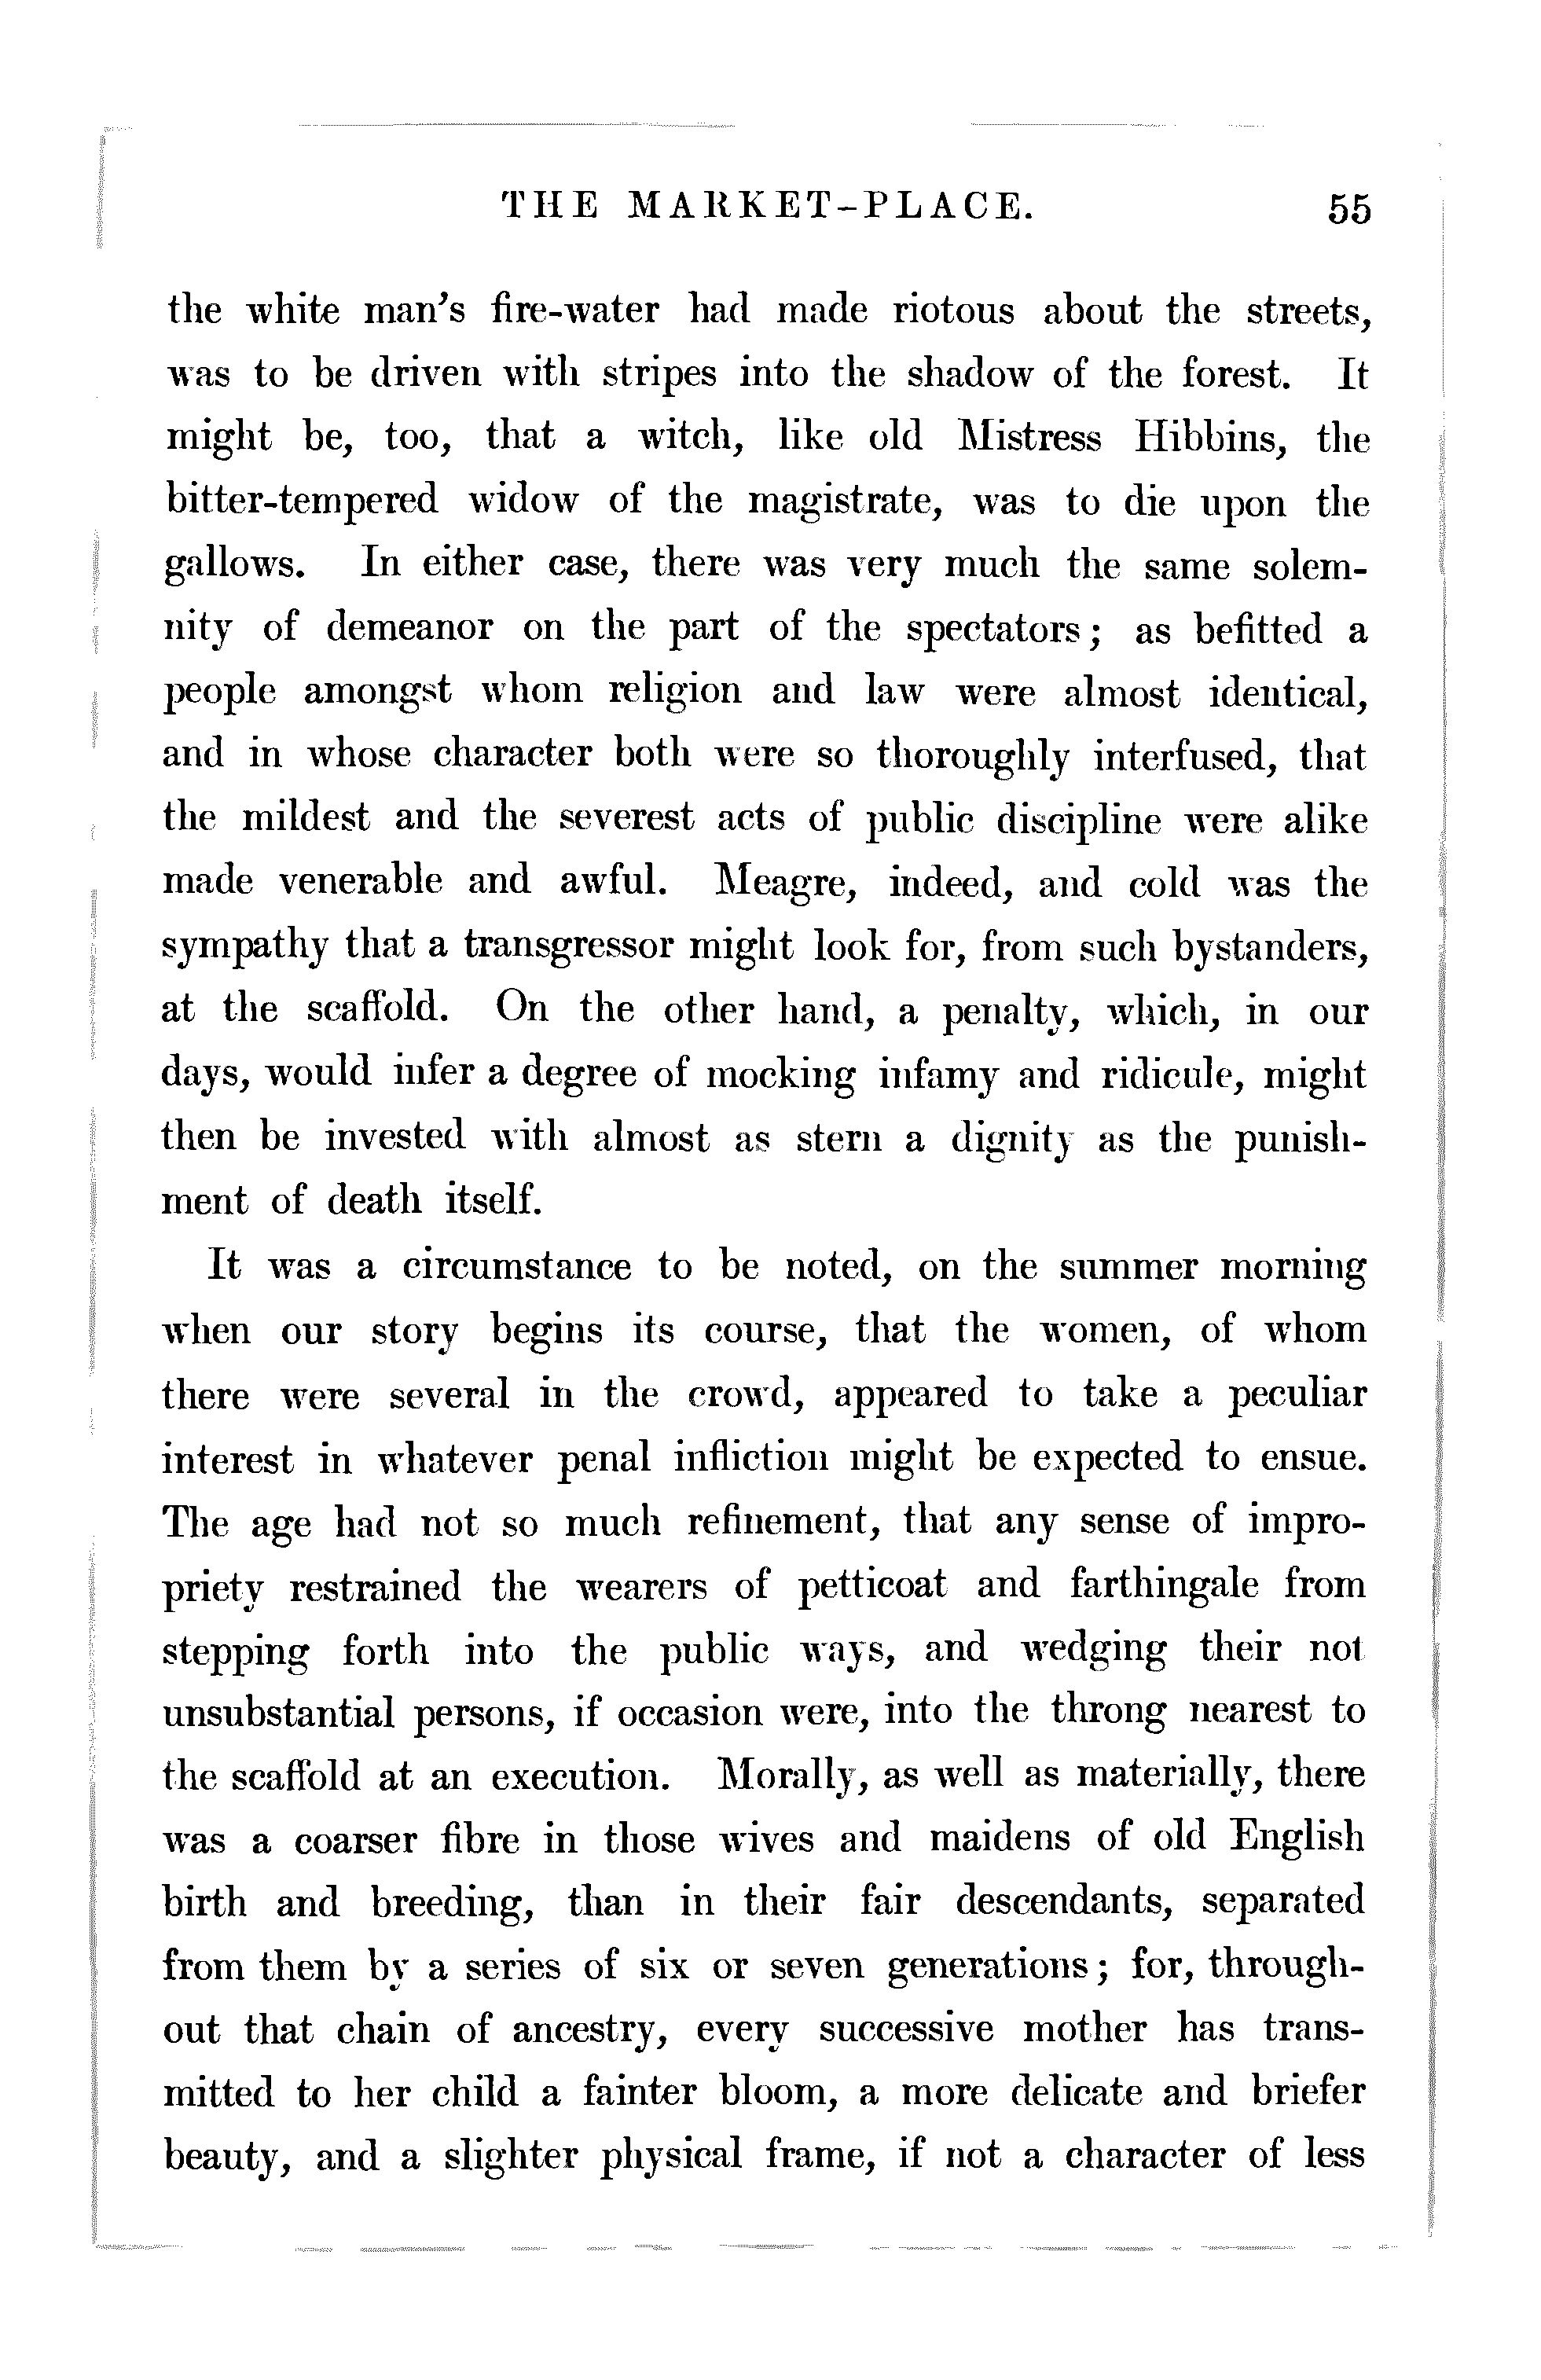 THE MARKET-PLACE. 55
the white man's fire-water had made riotous about the streets,
was to be driven with stripes into the shadow of the forest. It
might be, too, that a witch, like old Mistress Hibbins, the
bitter-tempered widow of the magistrate, was to die upon the
gallows. In either case, there was very much the same solem-
nity of demeanor on the part of the spectators; as befitted a
people amongst whom religion and law were almost identical,
and in whose character both were so thoroughly interfused, that
the mildest and the severest acts of public discipline were alike
made venerable and awful. Meagre, indeed, and cold was the
sympathy that a transgressor might look for, from such bystanders,
at the scaffold. On the other hand, a penalty, which, in our
days, would infer a degree of mocking infamy and ridicule, might
then be invested with almost as stern a dignity as the punish-
ment of death itself.
It was a circumstance to be noted, on the summer morning
when our story begins its course, that the women, of whom
there were several in the crowd, appeared to take a peculiar
interest in whatever penal infliction might be expected to ensue.
The age had not so much refinement, that any sense of impro-
priety restrained the wearers of petticoat and farthingale from
stepping forth into the public ways, and wedging their not
unsubstantial persons, if occasion were, into the throng nearest to
the scaffold at an execution. Morally, as well as materially, there
was a coarser fibre in those wives and maidens of old English
birth and breeding, than in their fair descendants, separated
from them by a series of six or seven generations; for, through-
out that chain of ancestry, every successive mother has trans-
mitted to her child a fainter bloom, a more delicate and briefer
beauty, and a slighter physical frame, if not a character of less